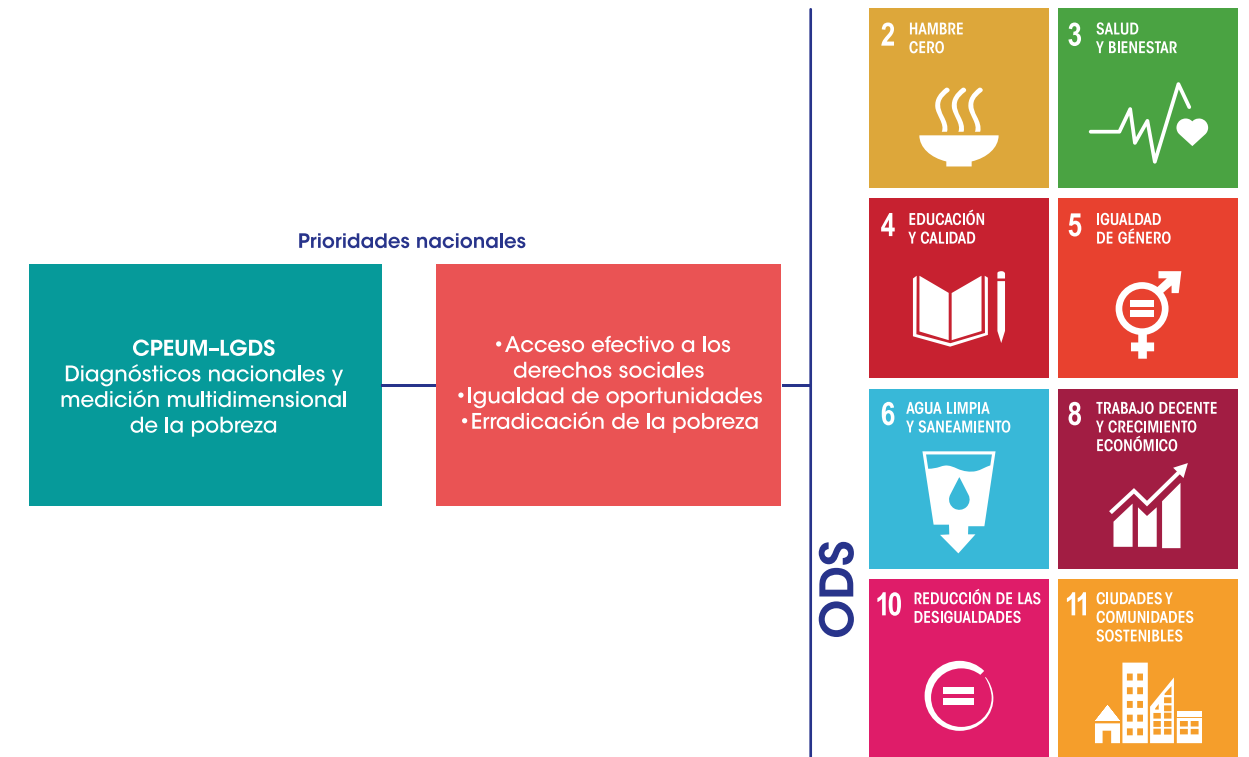 Prioridades nacionales
CPEUM–LGDS
Diagnósticos nacionales y
medición multidimensional
de la pobreza
•Acceso efectivo a los
derechos sociales
•Igualdad de oportunidades
•Erradicación de la pobreza
ODS
2 HAMBRE
CERO
3 SALUD
Y BIENESTAR
4 EDUCACIÓN
Y CALIDAD
5 IGUALDAD
DE GÉNERO
6 AGUA LIMPIA
Y SANEAMIENTO
8 TRABAJO DECENTE
Y CRECIMIENTO
ECONÓMICO
10 REDUCCIÓN DE LAS
DESIGUALDADES
11 CIUDADES Y
COMUNIDADES
SOSTENIBLES